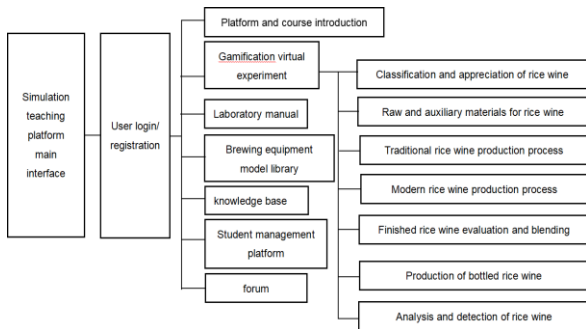 Simulation
teaching
platform
main
interface
User login/
registration
Platform and course introduction
Gamification virtual
experiment
Laboratory manual
Brewing equipment
model library
knowledge base
Student management
platform
forum
Classification and appreciation of rice wine
Raw and auxiliary materials for rice wine
Traditional rice wine production process
Modern rice wine production process
Finished rice wine evaluation and blending
Production of bottled rice wine
Analysis and detection of rice wine